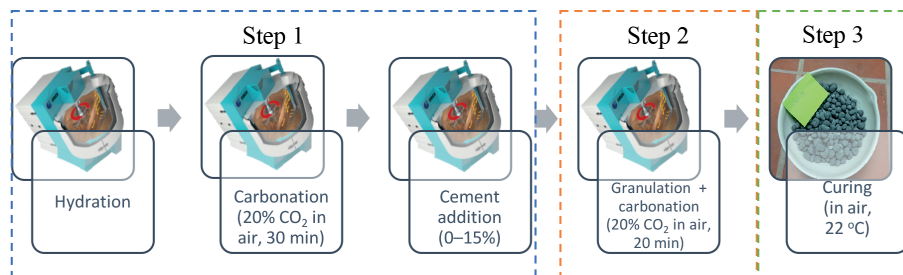 Step 1
Step 2
Step 3
Hydration
Carbonation
(20% CO₂ in
air, 30 min)
Cement
addition
(0–15%)
Granulation +
carbonation
(20% CO₂ in air,
20 min)
Curing
(in air,
22 ºC)